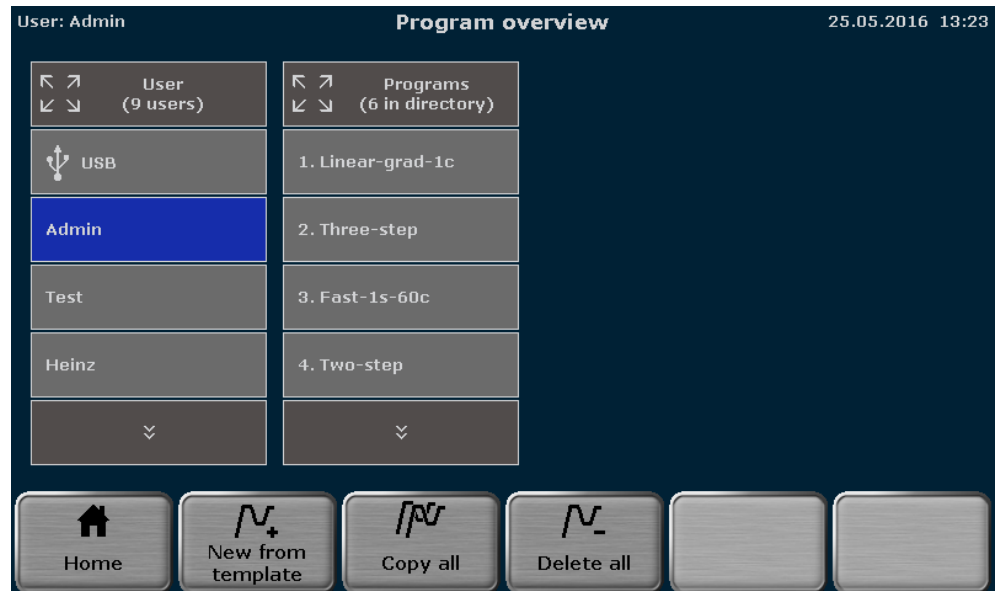 User: Admin
Program overview
25.05.2016 13:23
User
(9 users)
Programs
(6 in directory)
USB
Admin
Test
Heinz
1. Linear-grad-1c
2. Three-step
3. Fast-1s-60c
4. Two-step
Home
New from
template
Copy all
Delete all